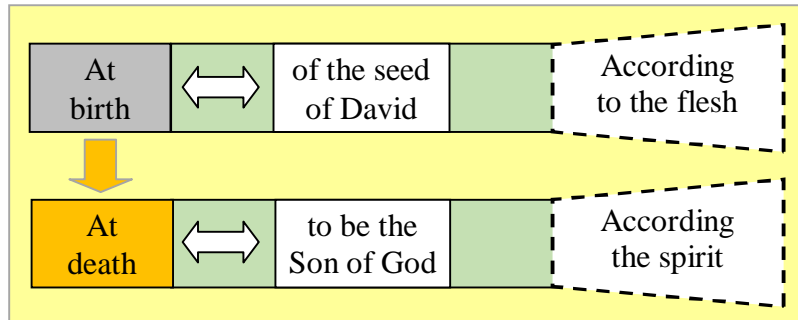 At
birth
of the seed
of David
According
to the flesh
At
death
to be the
Son of God
According
the spirit